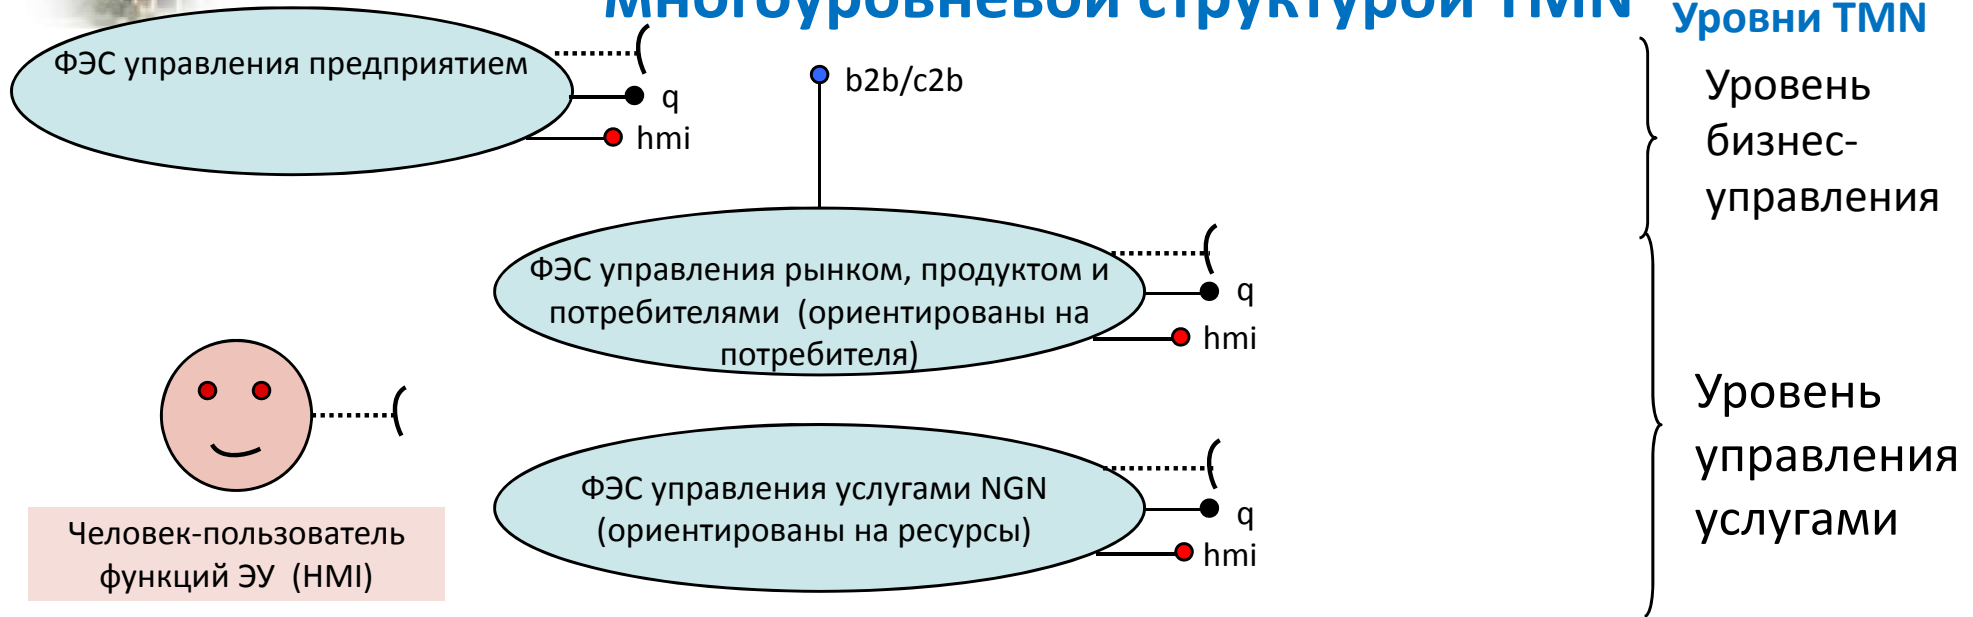 многоуровневой структурой TMN
Уровни TMN
ФЭС управления предприятием
q
hmi
b2b/c2b
Уровень
бизнес-
управления
ФЭС управления рынком, продуктом и
потребителями (ориентированы на
потребителя)
q
hmi
Человек-пользователь
функций ЭУ (HMI)
ФЭС управления услугами NGN
(ориентированы на ресурсы)
q
hmi
Уровень
управления
услугами